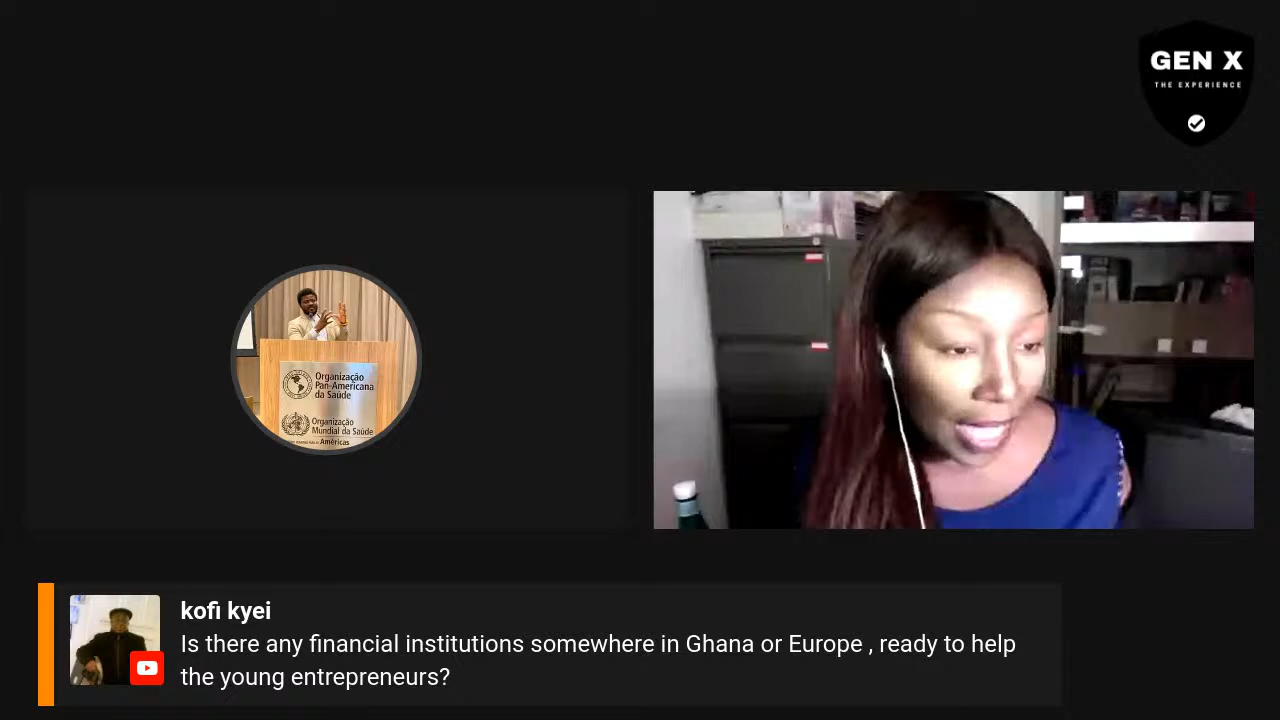 GEN X
THE EXPERIENCE
Organização
Pan-Americana
da Saúde
Organização
Mundial da Saúde
Américas
kofi kyei
Is there any financial institutions somewhere in Ghana or Europe , ready to help
the young entrepreneurs?